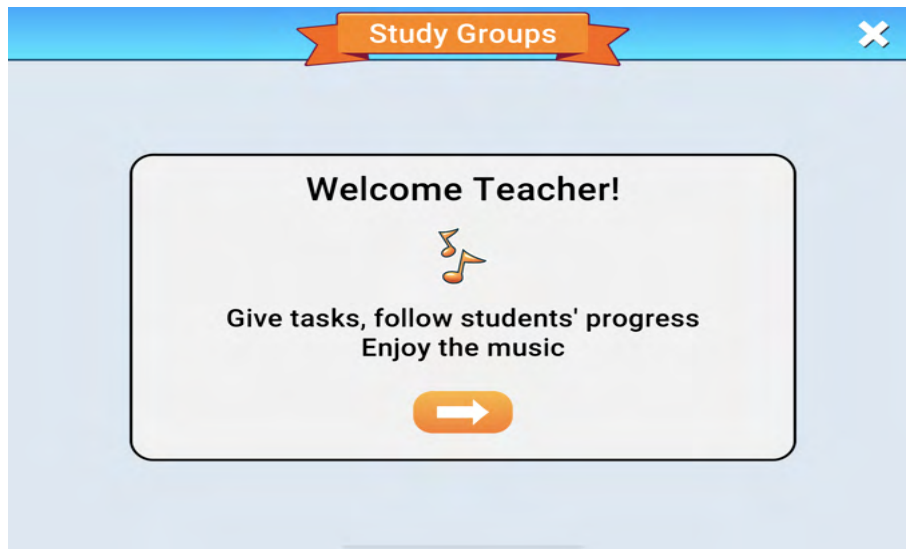 Study Groups
Welcome Teacher!
Give tasks, follow students' progress
Enjoy the music